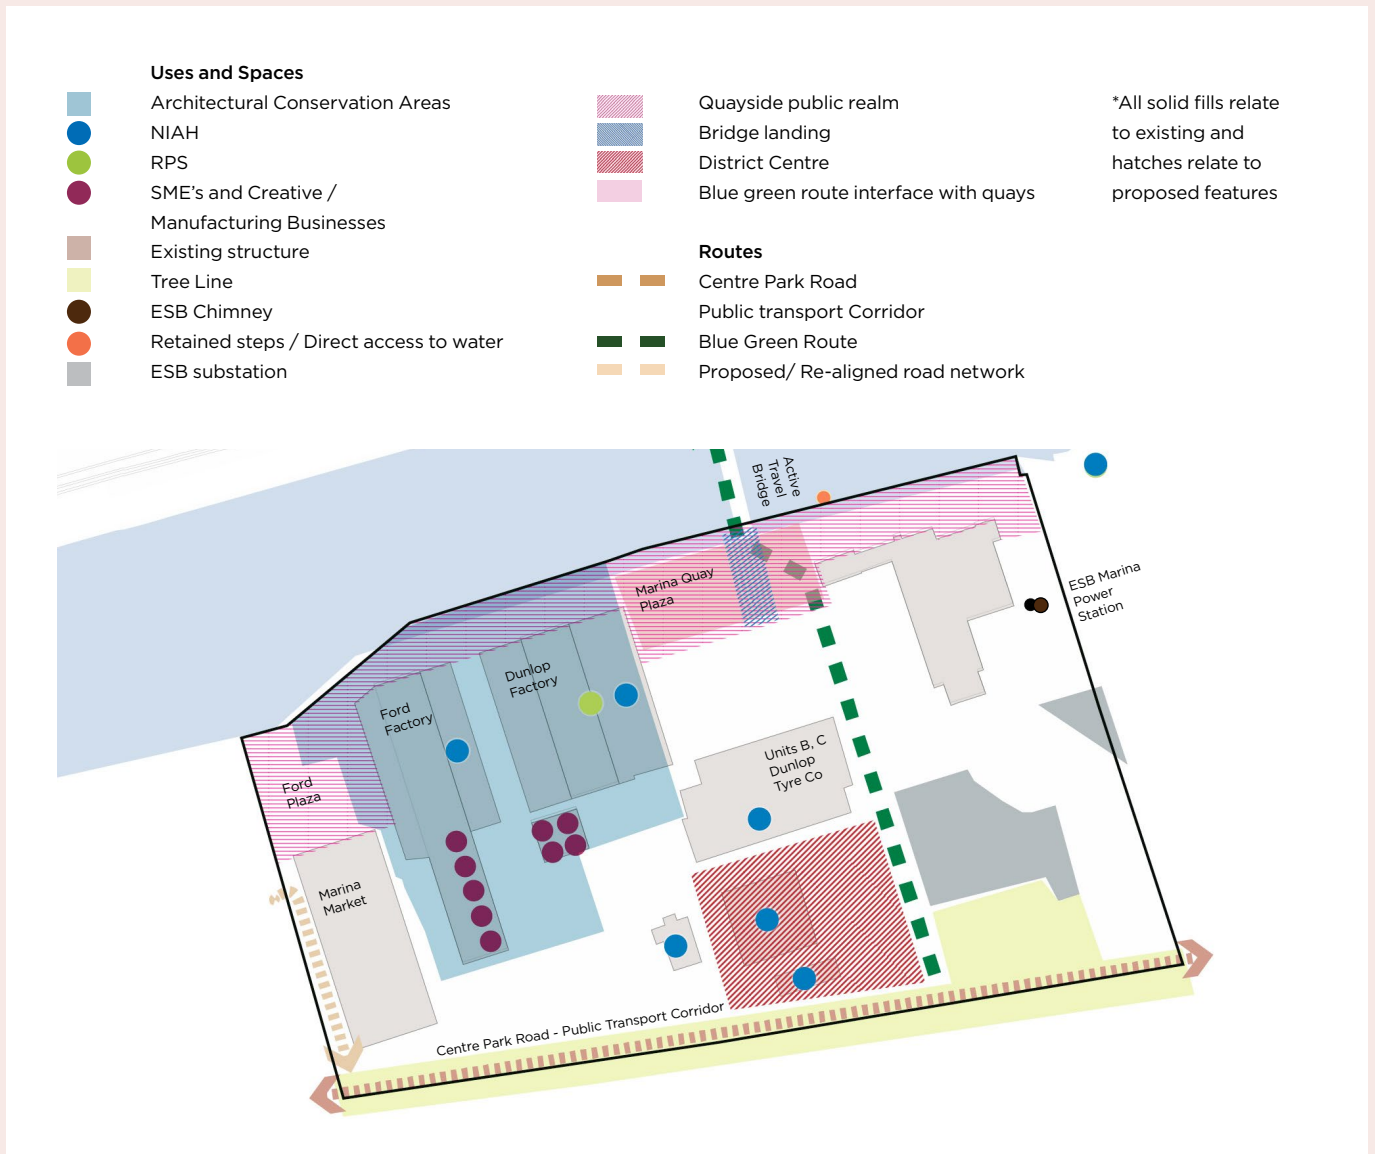 Uses and Spaces
Architectural Conservation Areas
NIAH
RPS
SME's and Creative /
Manufacturing Businesses
Existing structure
Tree Line
ESB Chimney
Retained steps / Direct access to water
ESB substation
Quayside public realm
Bridge landing
District Centre
Blue green route interface with quays
Routes
Centre Park Road
Public transport Corridor
Blue Green Route
Proposed/ Re-aligned road network
*All solid fills relate
to existing and
hatches relate to
proposed features
Active
Travel
Bridge
Marina Quay
Plaza
ESB Marina
Power
Station
Dunlop
Factory
Ford
Factory
Units B, C
Dunlop
Tyre Co
Ford
Plaza
Marina
Market
Centre Park Road - Public Transport Corridor